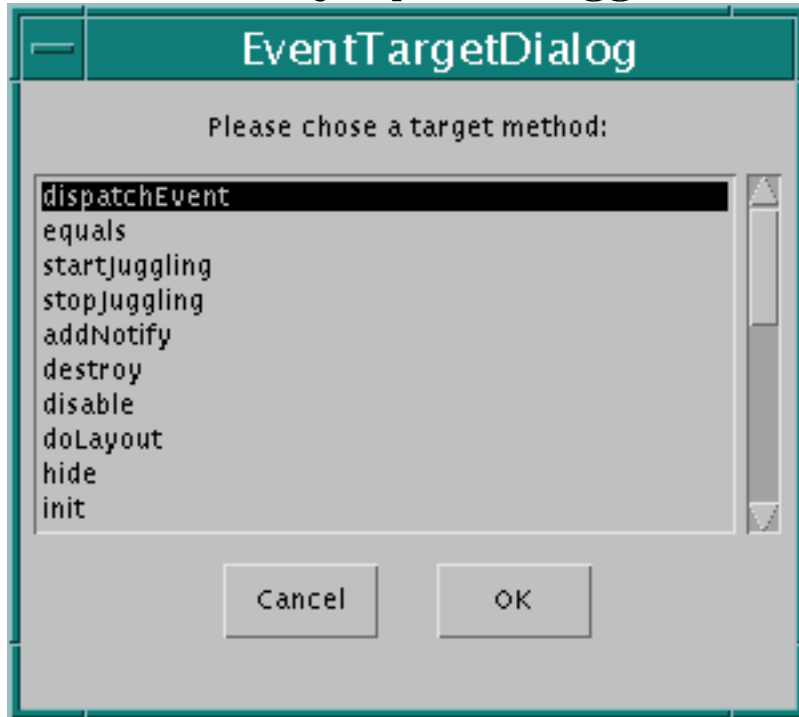 EventTargetDialog
Please chose a target method:
dispatchEvent
equals
startJuggling
stopJuggling
addNotify
destroy
disable
doLayout
hide
init
Cancel
OK